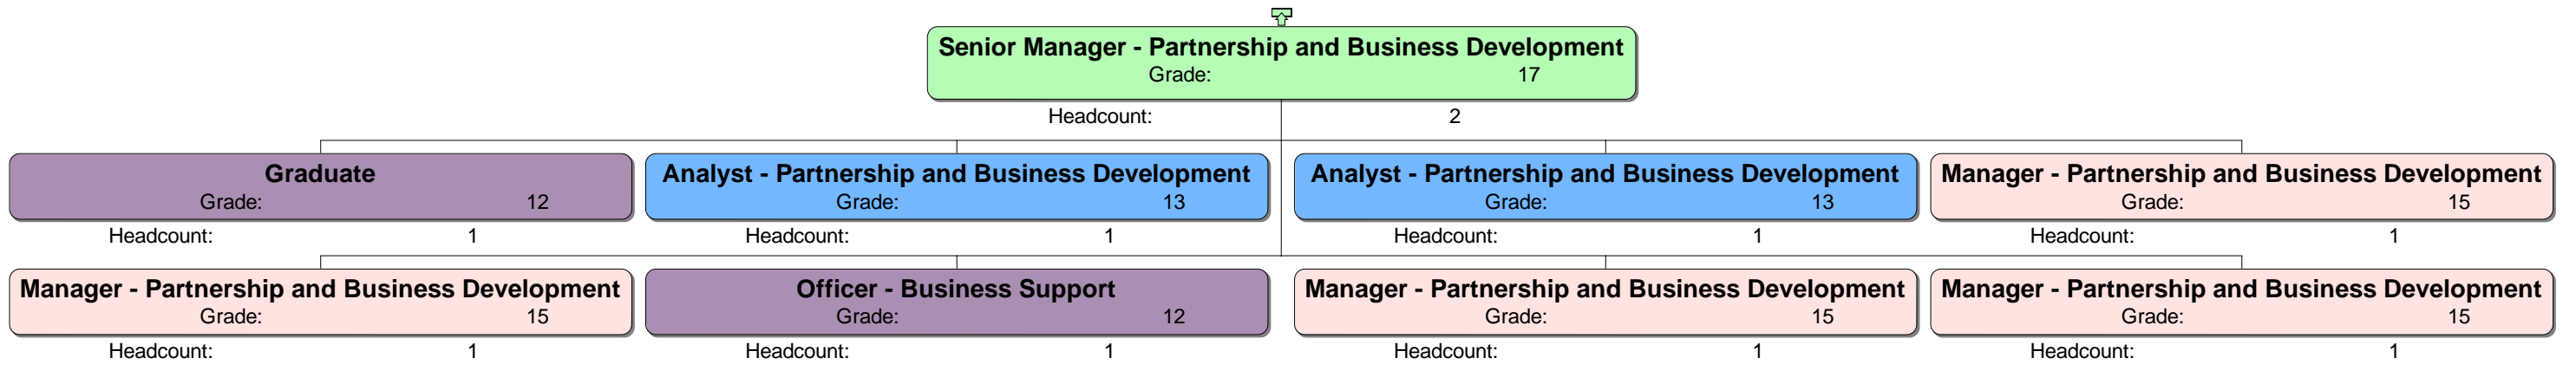 Senior Manager - Partnership and Business Development
Grade: 17
Headcount: 2
Graduate
Grade: 12
Headcount: 1
Analyst - Partnership and Business Development
Grade: 13
Headcount: 1
Analyst - Partnership and Business Development
Grade: 13
Headcount: 1
Manager - Partnership and Business Development
Grade: 15
Headcount: 1
Manager - Partnership and Business Development
Grade: 15
Headcount: 1
Officer - Business Support
Grade: 12
Headcount: 1
Manager - Partnership and Business Development
Grade: 15
Headcount: 1
Manager - Partnership and Business Development
Grade: 15
Headcount: 1